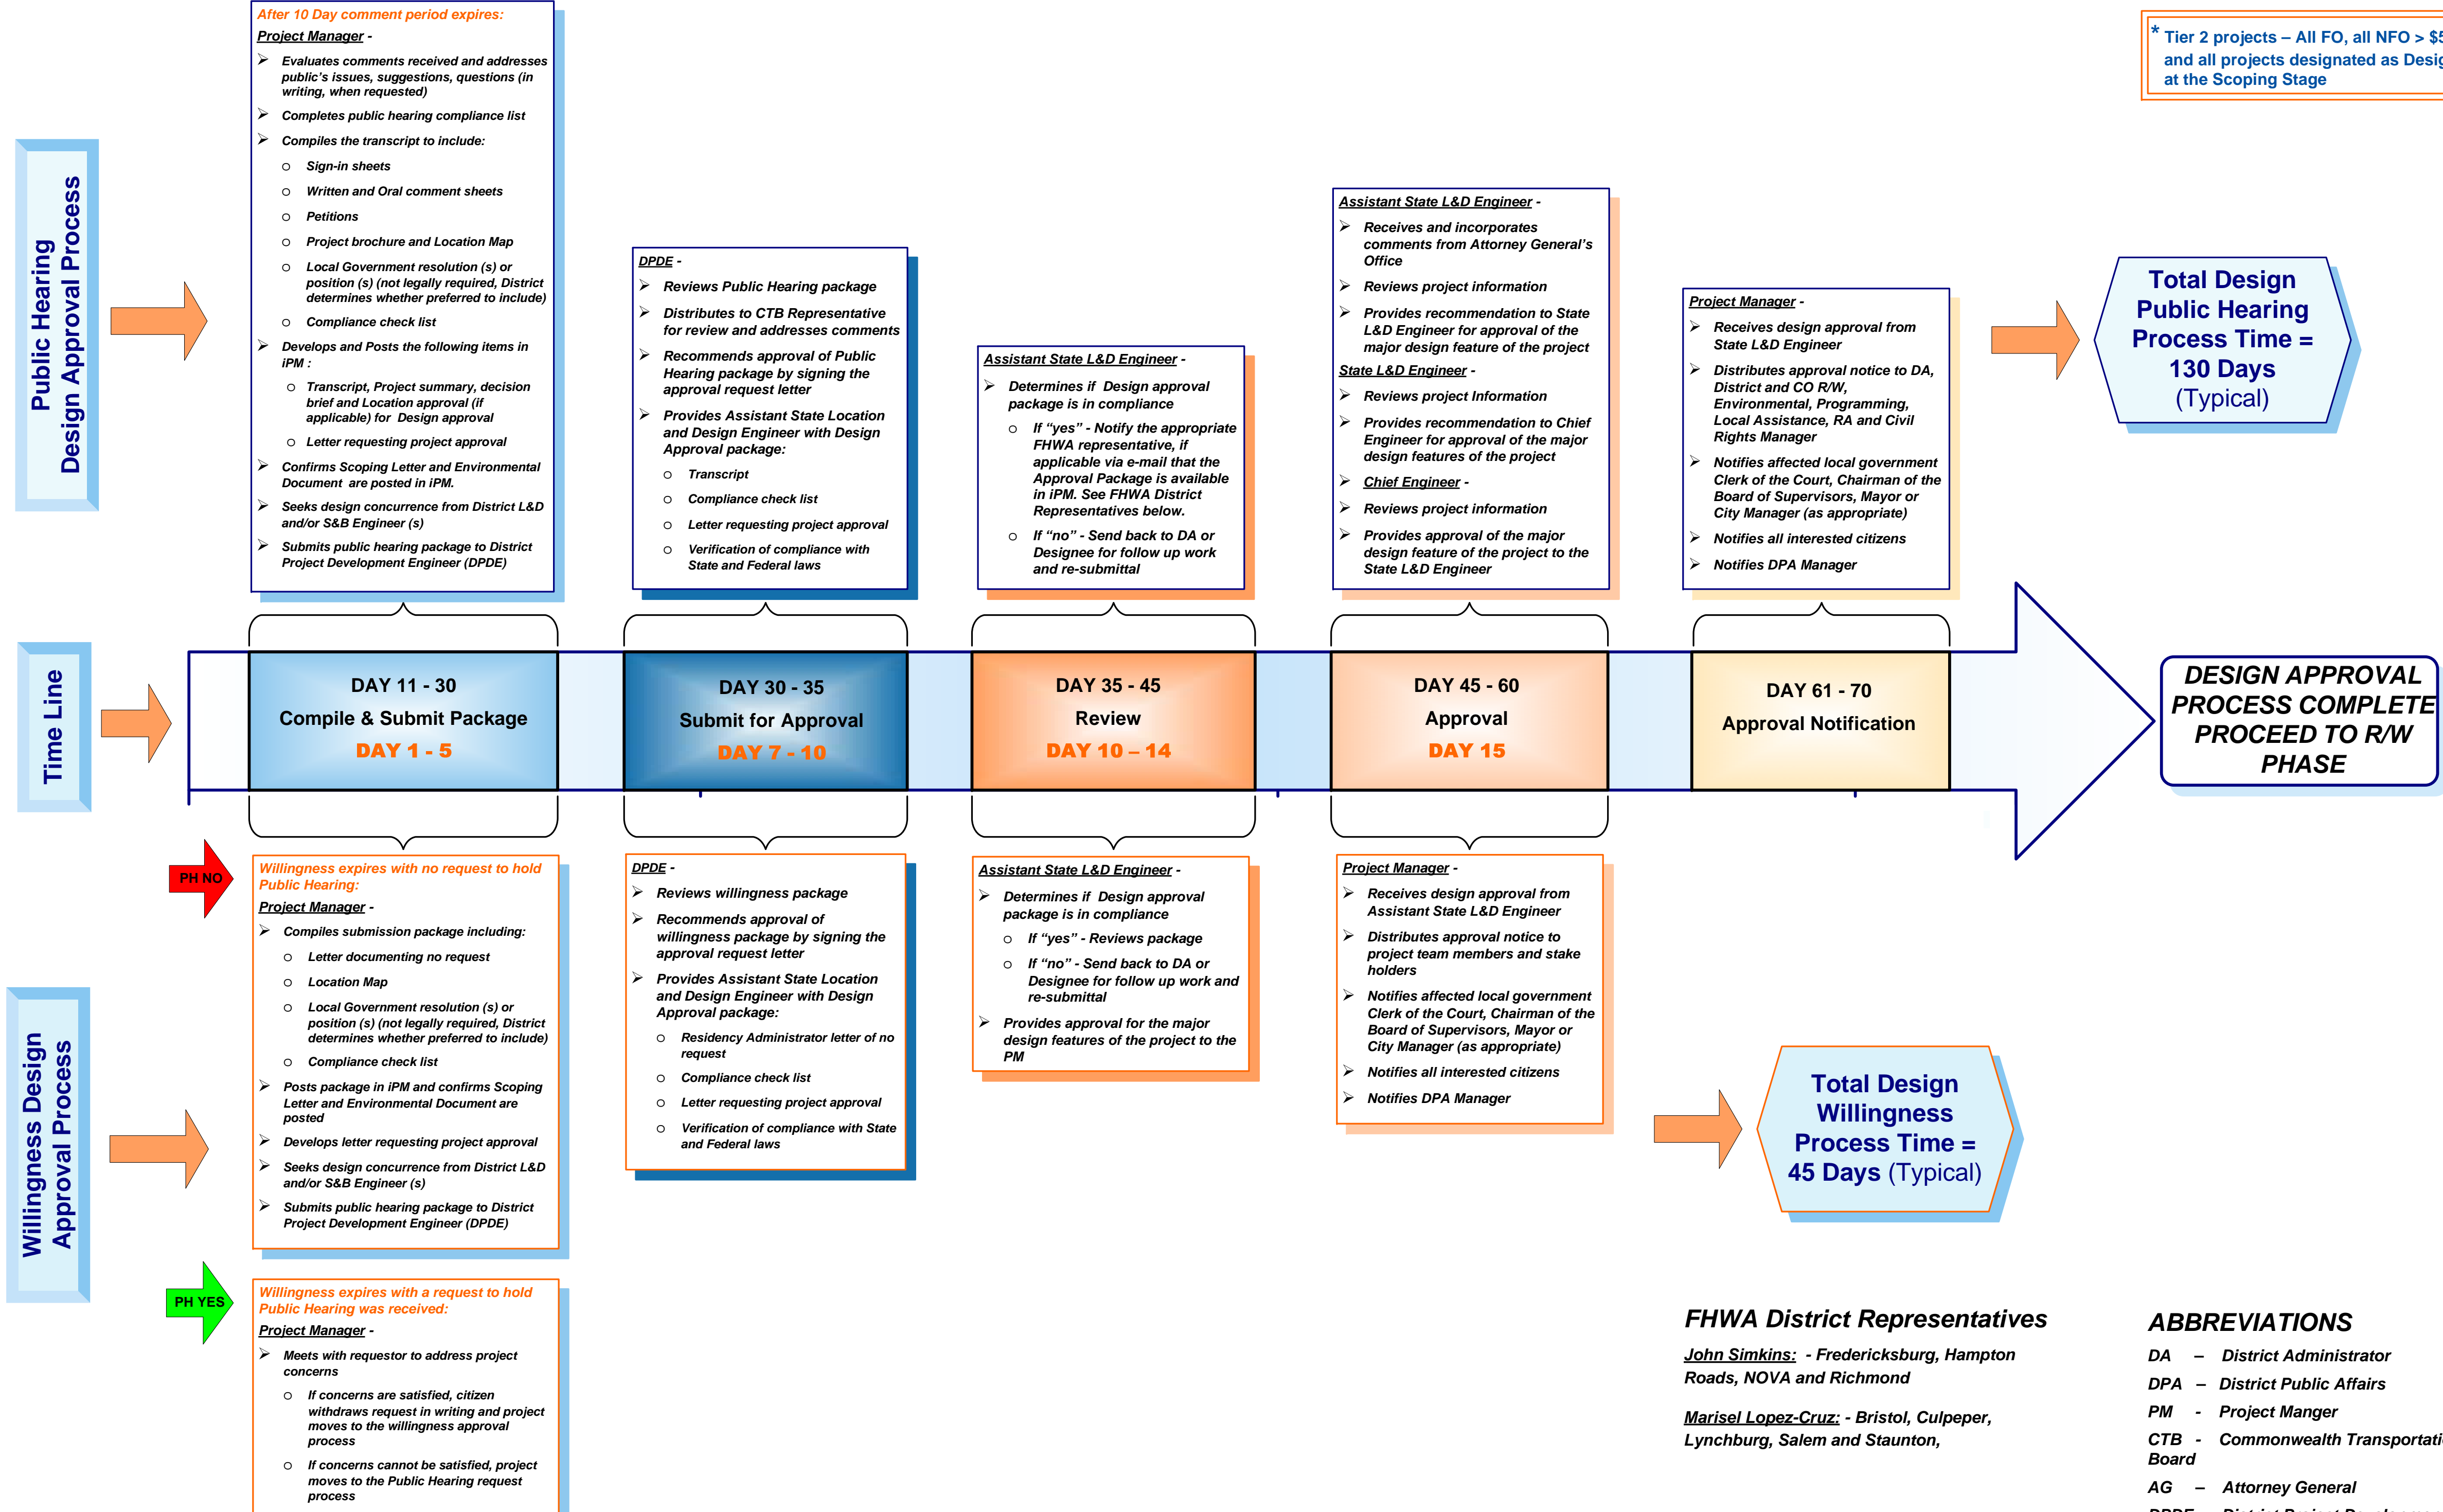 After 10 Day comment period expires:
Project Manager -
➢ Evaluates comments received and addresses
public's issues, suggestions, questions (in
writing, when requested)
➢ Completes public hearing compliance list
➢ Compiles the transcript to include:
o Sign-in sheets
o Written and Oral comment sheets
o Petitions
o Project brochure and Location Map
o Local Government resolution (s) or
position (s) (not legally required, District
determines whether preferred to include)
o Compliance check list
➢ Develops and Posts the following items in
iPM :
o Transcript, Project summary, decision
brief and Location approval (if
applicable) for Design approval
o Letter requesting project approval
➢ Confirms Scoping Letter and Environmental
Document are posted in iPM.
➢ Seeks design concurrence from District L&D
and/or S&B Engineer (s)
➢ Submits public hearing package to District
Project Development Engineer (DPDE)
* Tier 2 projects – All FO, all NFO > $5
and all projects designated as Desig
at the Scoping Stage
Public Hearing
Design Approval Process
DPDE -
➢ Reviews Public Hearing package
➢ Distributes to CTB Representative
for review and addresses comments
➢ Recommends approval of Public
Hearing package by signing the
approval request letter
➢ Provides Assistant State Location
and Design Engineer with Design
Approval package:
o Transcript
o Compliance check list
o Letter requesting project approval
o Verification of compliance with
State and Federal laws
Assistant State L&D Engineer -
➢ Determines if Design approval
package is in compliance
o If “yes” - Notify the appropriate
FHWA representative, if
applicable via e-mail that the
Approval Package is available
in iPM. See FHWA District
Representatives below.
o If “no” - Send back to DA or
Designee for follow up work
and re-submittal
Assistant State L&D Engineer -
➢ Receives and incorporates
comments from Attorney General's
Office
➢ Reviews project information
➢ Provides recommendation to State
L&D Engineer for approval of the
major design feature of the project
State L&D Engineer -
➢ Reviews project Information
➢ Provides recommendation to Chief
Engineer for approval of the major
design features of the project
➢ Chief Engineer -
➢ Reviews project information
➢ Provides approval of the major
design feature of the project to the
State L&D Engineer
Project Manager -
➢ Receives design approval from
State L&D Engineer
➢ Distributes approval notice to DA,
District and CO R/W,
Environmental, Programming,
Local Assistance, RA and Civil
Rights Manager
➢ Notifies affected local government
Clerk of the Court, Chairman of the
Board of Supervisors, Mayor or
City Manager (as appropriate)
➢ Notifies all interested citizens
➢ Notifies DPA Manager
Total Design
Public Hearing
Process Time =
130 Days
(Typical)
Time Line
DAY 11 - 30
Compile & Submit Package
DAY 1 - 5
DAY 30 - 35
Submit for Approval
DAY 7 - 10
DAY 35 - 45
Review
DAY 10 – 14
DAY 45 - 60
Approval
DAY 15
DAY 61 - 70
Approval Notification
DESIGN APPROVAL
PROCESS COMPLETE
PROCEED TO R/W
PHASE
PH NO
Willingness expires with no request to hold
Public Hearing:
Project Manager -
➢ Compiles submission package including:
o Letter documenting no request
o Location Map
o Local Government resolution (s) or
position (s) (not legally required, District
determines whether preferred to include)
o Compliance check list
➢ Posts package in iPM and confirms Scoping
Letter and Environmental Document are
posted
➢ Develops letter requesting project approval
➢ Seeks design concurrence from District L&D
and/or S&B Engineer (s)
➢ Submits public hearing package to District
Project Development Engineer (DPDE)
DPDE -
➢ Reviews willingness package
➢ Recommends approval of
willingness package by signing the
approval request letter
➢ Provides Assistant State Location
and Design Engineer with Design
Approval package:
o Residency Administrator letter of no
request
o Compliance check list
o Letter requesting project approval
o Verification of compliance with State
and Federal laws
Assistant State L&D Engineer -
➢ Determines if Design approval
package is in compliance
o If “yes” - Reviews package
o If “no” - Send back to DA or
Designee for follow up work and
re-submittal
➢ Provides approval for the major
design features of the project to the
PM
Project Manager -
➢ Receives design approval from
Assistant State L&D Engineer
➢ Distributes approval notice to
project team members and stake
holders
➢ Notifies affected local government
Clerk of the Court, Chairman of the
Board of Supervisors, Mayor or
City Manager (as appropriate)
➢ Notifies all interested citizens
➢ Notifies DPA Manager
Willingness Design
Approval Process
Total Design
Willingness
Process Time =
45 Days (Typical)
PH YES
Willingness expires with a request to hold
Public Hearing was received:
Project Manager -
➢ Meets with requestor to address project
concerns
o If concerns are satisfied, citizen
withdraws request in writing and project
moves to the willingness approval
process
o If concerns cannot be satisfied, project
moves to the Public Hearing request
process
FHWA District Representatives
John Simkins: - Fredericksburg, Hampton
Roads, NOVA and Richmond
Marisel Lopez-Cruz: - Bristol, Culpeper,
Lynchburg, Salem and Staunton,
ABBREVIATIONS
DA – District Administrator
DPA – District Public Affairs
PM - Project Manger
CTB - Commonwealth Transportati
Board
AG – Attorney General